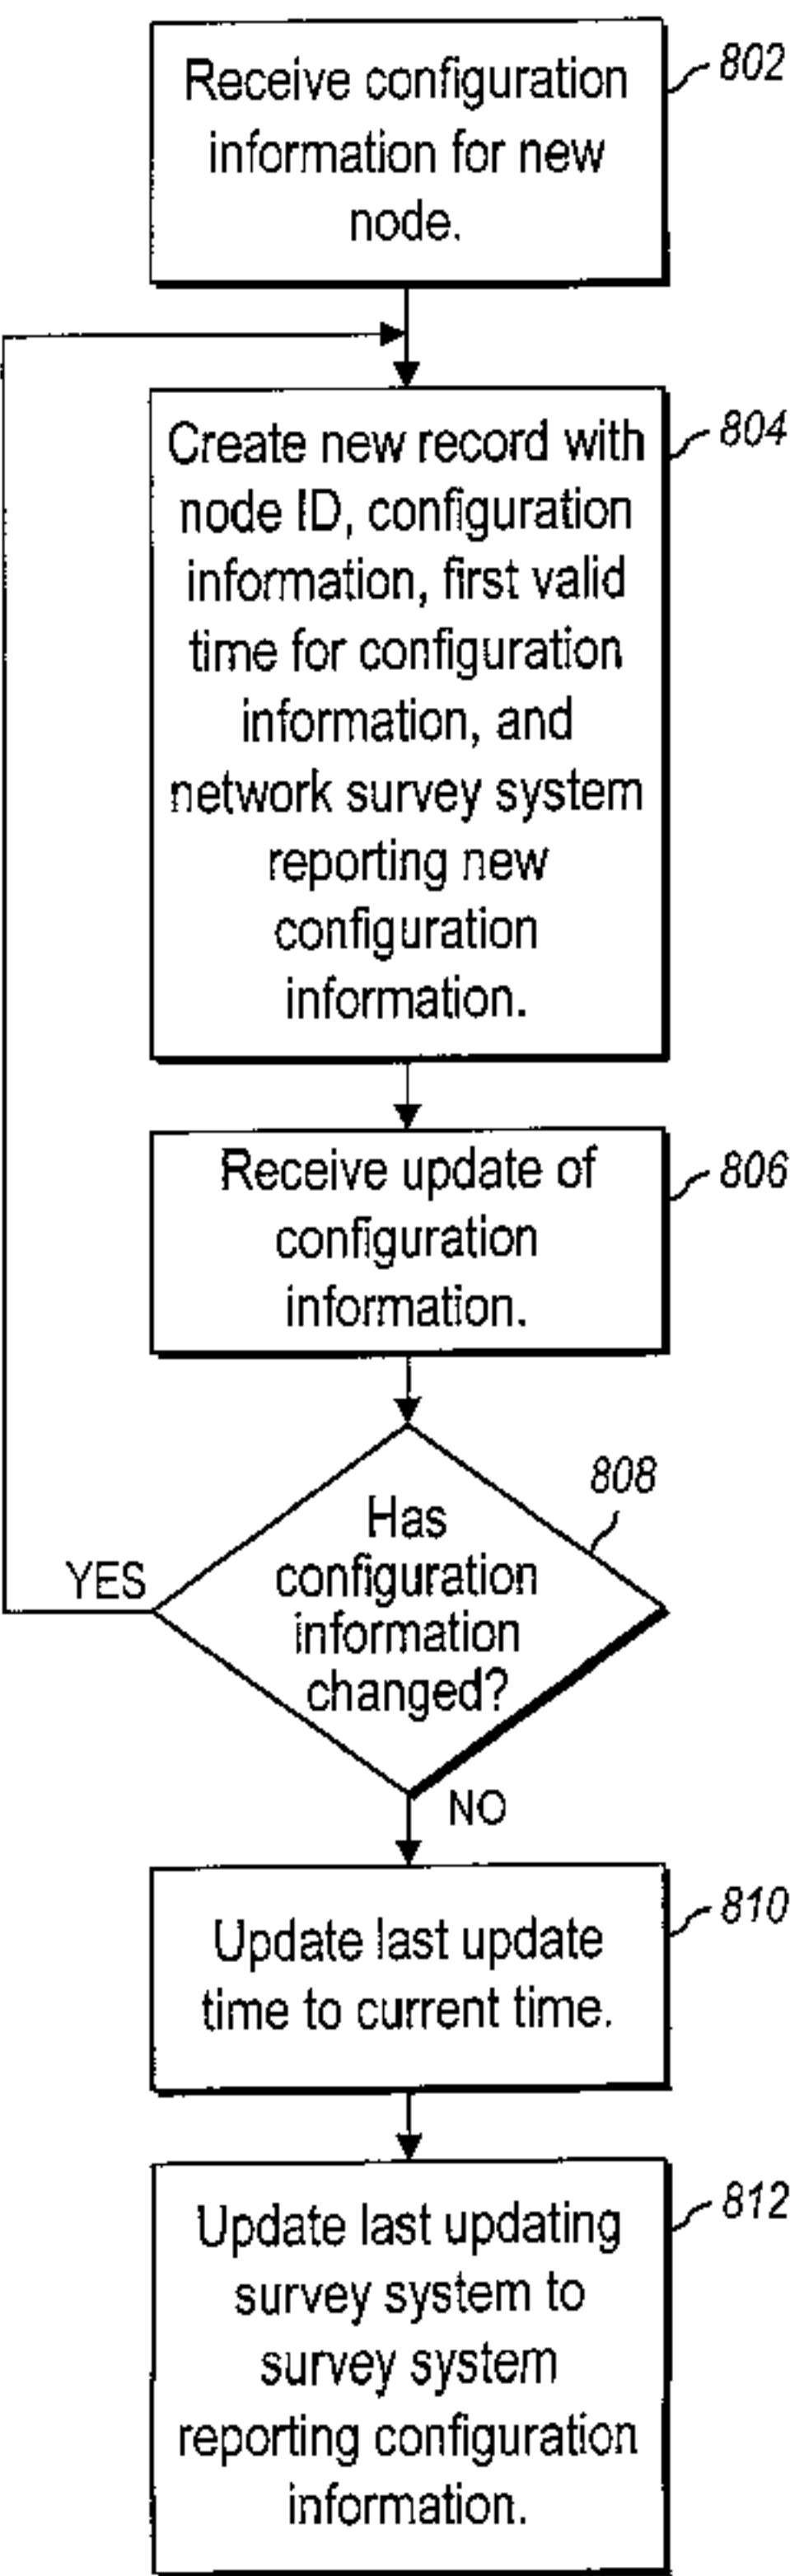 Receive configuration
802
information for new
node.
Create new record with
804
node ID, configuration
information, first valid
time for configuration
information, and
network survey system
reporting new
configuration
information.
Receive update of
806
configuration
information.
808
Has
configuration
information
changed?
YES
NO
810
Update last update
time to current time.
812
Update last updating
survey system to
survey system
reporting configuration
information.